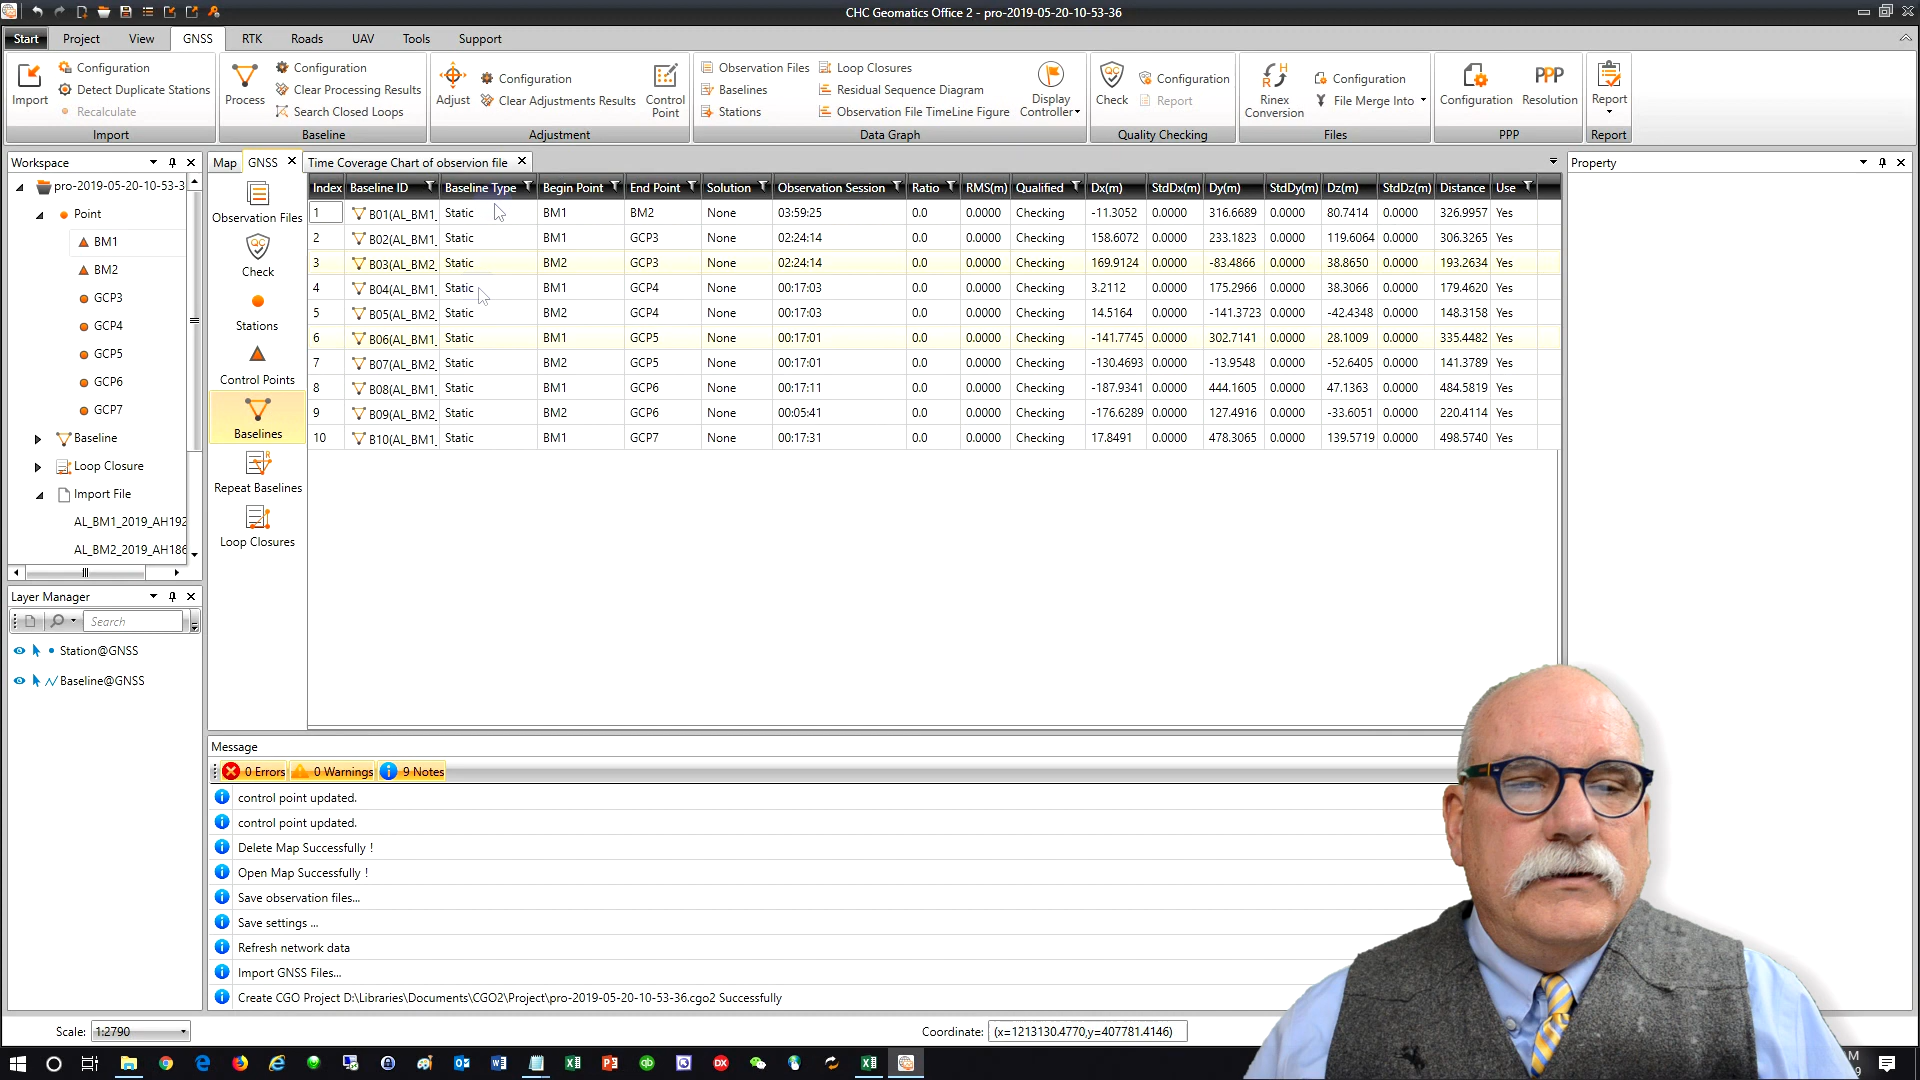 CHC Geomatics Office 2 - pro-2019-05-20-10-53-36
Start Project View GNSS RTK Roads UAV Tools Support
Import
Configuration
Detect Duplicate Stations
Recalculate
Import
Process
Configuration
Clear Processing Results
Search Closed Loops
Baseline
Adjust
Configuration
Clear Adjustments Results
Control Point
Adjustment
Observation Files
Baselines
Stations
Loop Closures
Residual Sequence Diagram
Observation File TimeLine Figure
Display Controller
Data Graph
Check
Configuration
Report
Quality Checking
Rinex Conversion
Configuration
File Merge Into
Files
Configuration
PPP
Resolution
PPP
Report
Report
Workspace
pro-2019-05-20-10-53-3
Point
BM1
BM2
GCP3
GCP4
GCP5
GCP6
GCP7
Baseline
Loop Closure
Import File
AL_BM1_2019_AH192
AL_BM2_2019_AH186
Layer Manager
Search
Station@GNSS
Baseline@GNSS
Map GNSS Time Coverage Chart of observion file
Observation Files
QC
Check
Stations
Control Points
Baselines
Repeat Baselines
Loop Closures
Index Baseline ID Baseline Type Begin Point End Point Solution Observation Session Ratio RMS(m) Qualified Dx(m) StdDx(m) Dy(m) StdDy(m) Dz(m) StdDz(m) Distance Use
1 B01(AL_BM1_ Static BM1 BM2 None 03:59:25 0.0 0.0000 Checking -11.3052 0.0000 316.6689 0.0000 80.7414 0.0000 326.9957 Yes
2 B02(AL_BM1_ Static BM1 GCP3 None 02:24:14 0.0 0.0000 Checking 158.6072 0.0000 233.1823 0.0000 119.6064 0.0000 306.3265 Yes
3 B03(AL_BM2_ Static BM2 GCP3 None 02:24:14 0.0 0.0000 Checking 169.9124 0.0000 -83.4866 0.0000 38.8650 0.0000 193.2634 Yes
4 B04(AL_BM1_ Static BM1 GCP4 None 00:17:03 0.0 0.0000 Checking 3.2112 0.0000 175.2966 0.0000 38.3066 0.0000 179.4620 Yes
5 B05(AL_BM2_ Static BM2 GCP4 None 00:17:03 0.0 0.0000 Checking 14.5164 0.0000 -141.3723 0.0000 -42.4348 0.0000 148.3158 Yes
6 B06(AL_BM1_ Static BM1 GCP5 None 00:17:01 0.0 0.0000 Checking -141.7745 0.0000 302.7141 0.0000 28.1009 0.0000 335.4482 Yes
7 B07(AL_BM2_ Static BM2 GCP5 None 00:17:01 0.0 0.0000 Checking -130.4693 0.0000 -13.9548 0.0000 -52.6405 0.0000 141.3789 Yes
8 B08(AL_BM1_ Static BM1 GCP6 None 00:17:11 0.0 0.0000 Checking -187.9341 0.0000 444.1605 0.0000 47.1363 0.0000 484.5819 Yes
9 B09(AL_BM2_ Static BM2 GCP6 None 00:05:41 0.0 0.0000 Checking -176.6289 0.0000 127.4916 0.0000 -33.6051 0.0000 220.4114 Yes
10 B10(AL_BM1_ Static BM1 GCP7 None 00:17:31 0.0 0.0000 Checking 17.8491 0.0000 478.3065 0.0000 139.5719 0.0000 498.5740 Yes
Property
Message
0 Errors 0 Warnings 9 Notes
control point updated.
control point updated.
Delete Map Successfully !
Open Map Successfully !
Save observation files...
Save settings ...
Refresh network data
Import GNSS Files...
Create CGO Project D:\Libraries\Documents\CGO2\Project\pro-2019-05-20-10-53-36.cgo2 Successfully
Scale: 1:2790
Coordinate: (x=1213130.4770,y=407781.4146)